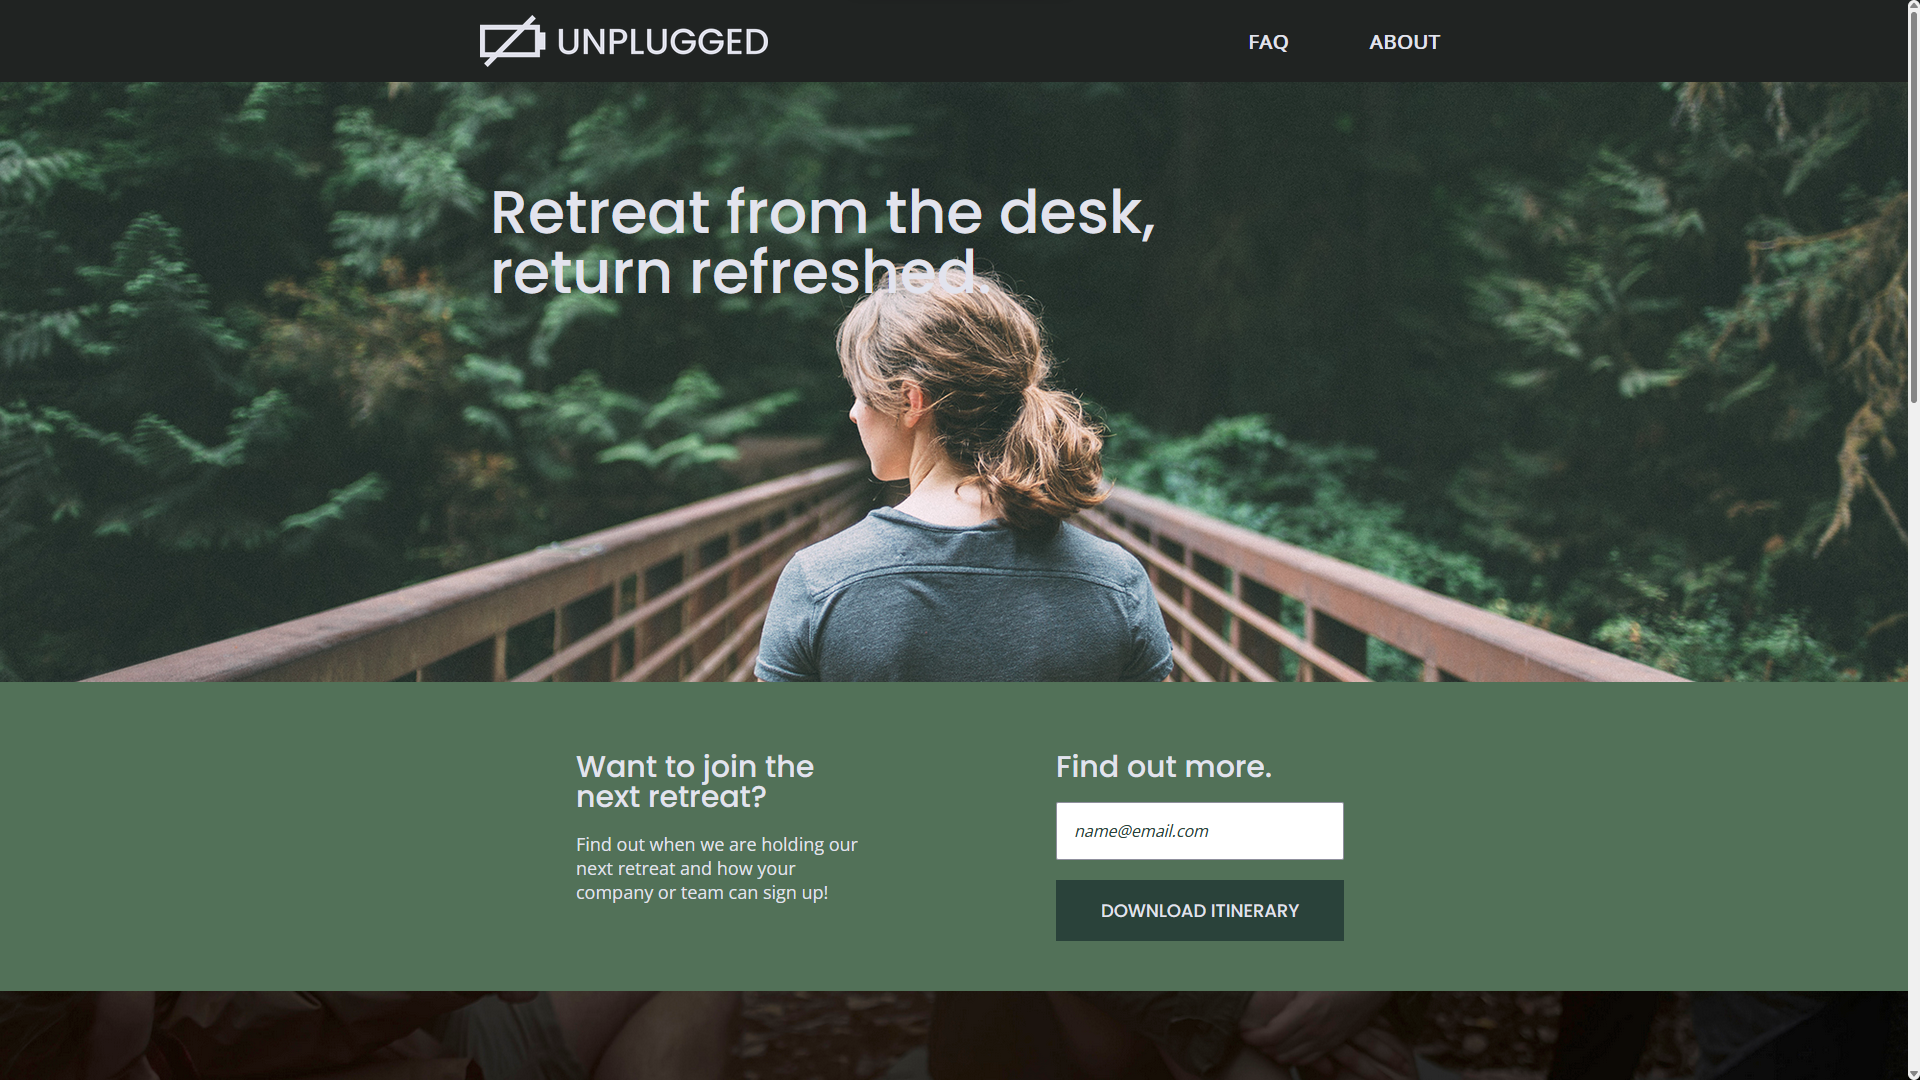 UNPLUGGED
FAQ
ABOUT
Retreat from the desk,
return refreshed.
Want to join the
next retreat?
Find out when we are holding our
next retreat and how your
company or team can sign up!
Find out more.
name@email.com
DOWNLOAD ITINERARY